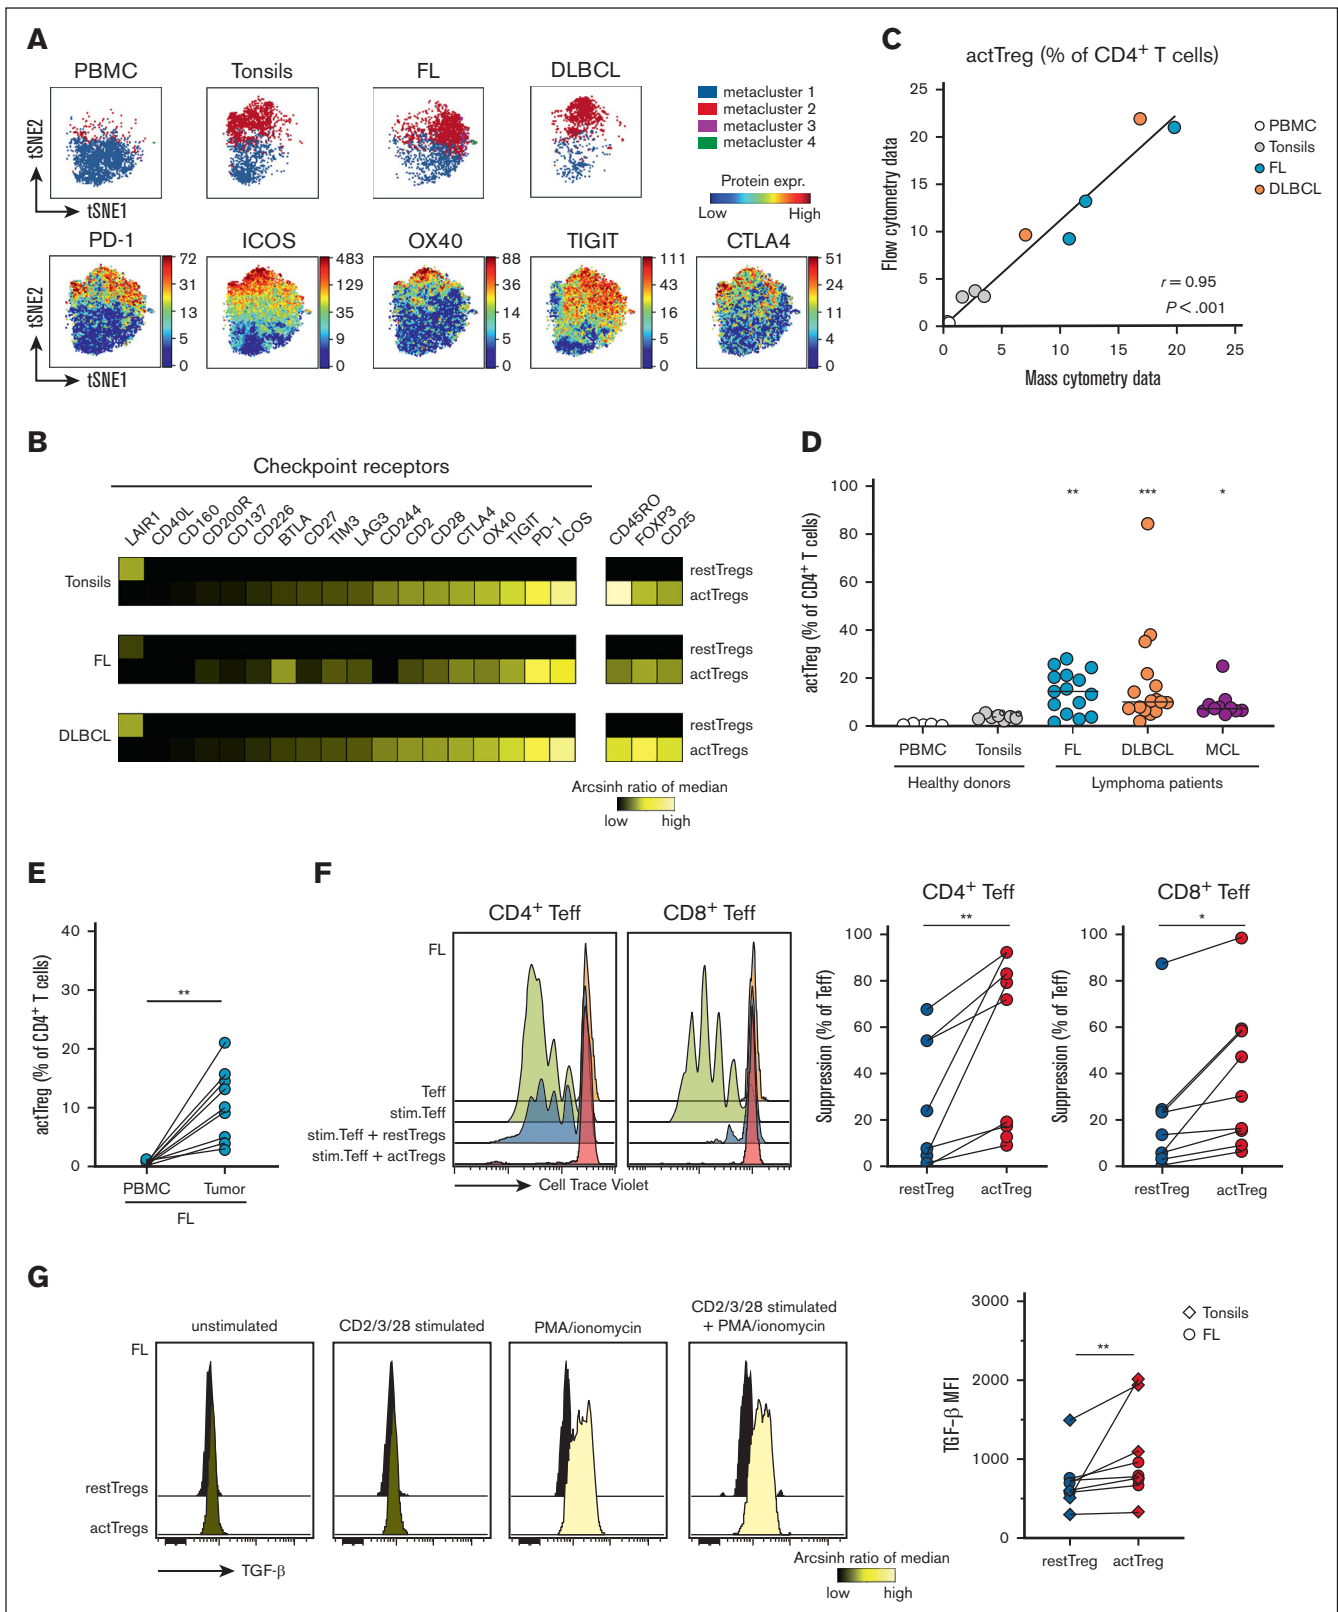 A
PBMC
Tonsils
FL
DLBCL
metacluster 1
metacluster 2
metacluster 3
metacluster 4
Protein expr.
Low
High
tSNE2
tSNE1
PD-1
ICOS
OX40
TIGIT
CTLA4
72
31
13
5
0
483
129
35
9
0
88
36
14
5
0
111
43
16
5
0
51
24
11
4
0
tSNE2
tSNE1
C
actTreg (% of CD4+ T cells)
Flow cytometry data
25
20
15
10
5
0
0
5
10
15
20
25
Mass cytometry data
r = 0.95
P < .001
PBMC
Tonsils
FL
DLBCL
B
Checkpoint receptors
LAIR1
CD40L
CD160
CD200R
CD137
CD226
BTLA
CD27
TIM3
LAG3
CD244
CD2
CD28
CTLA4
OX40
TIGIT
PD-1
ICOS
CD45RO
FOXP3
CD25
Tonsils
restTregs
actTregs
FL
restTregs
actTregs
DLBCL
restTregs
actTregs
Arcsinh ratio of median
low
high
D
actTreg (% of CD4+ T cells)
100
80
60
40
20
0
**
***
*
PBMC
Tonsils
FL
DLBCL
MCL
Healthy donors
Lymphoma patients
E
actTreg (% of CD4+ T cells)
40
30
20
10
0
**
PBMC
Tumor
FL
F
CD4+ Teff
CD8+ Teff
FL
Teff
stim.Teff
stim.Teff + restTregs
stim.Teff + actTregs
Cell Trace Violet
CD4+ Teff
Suppression (% of Teff)
100
80
60
40
20
0
**
restTreg
actTreg
CD8+ Teff
Suppression (% of Teff)
100
80
60
40
20
0
*
restTreg
actTreg
G
unstimulated
CD2/3/28 stimulated
PMA/ionomycin
CD2/3/28 stimulated
+ PMA/ionomycin
FL
restTregs
actTregs
TGF-β
Arcsinh ratio of median
low
high
TGF-β MFI
3000
2000
1000
0
**
restTreg
actTreg
Tonsils
FL